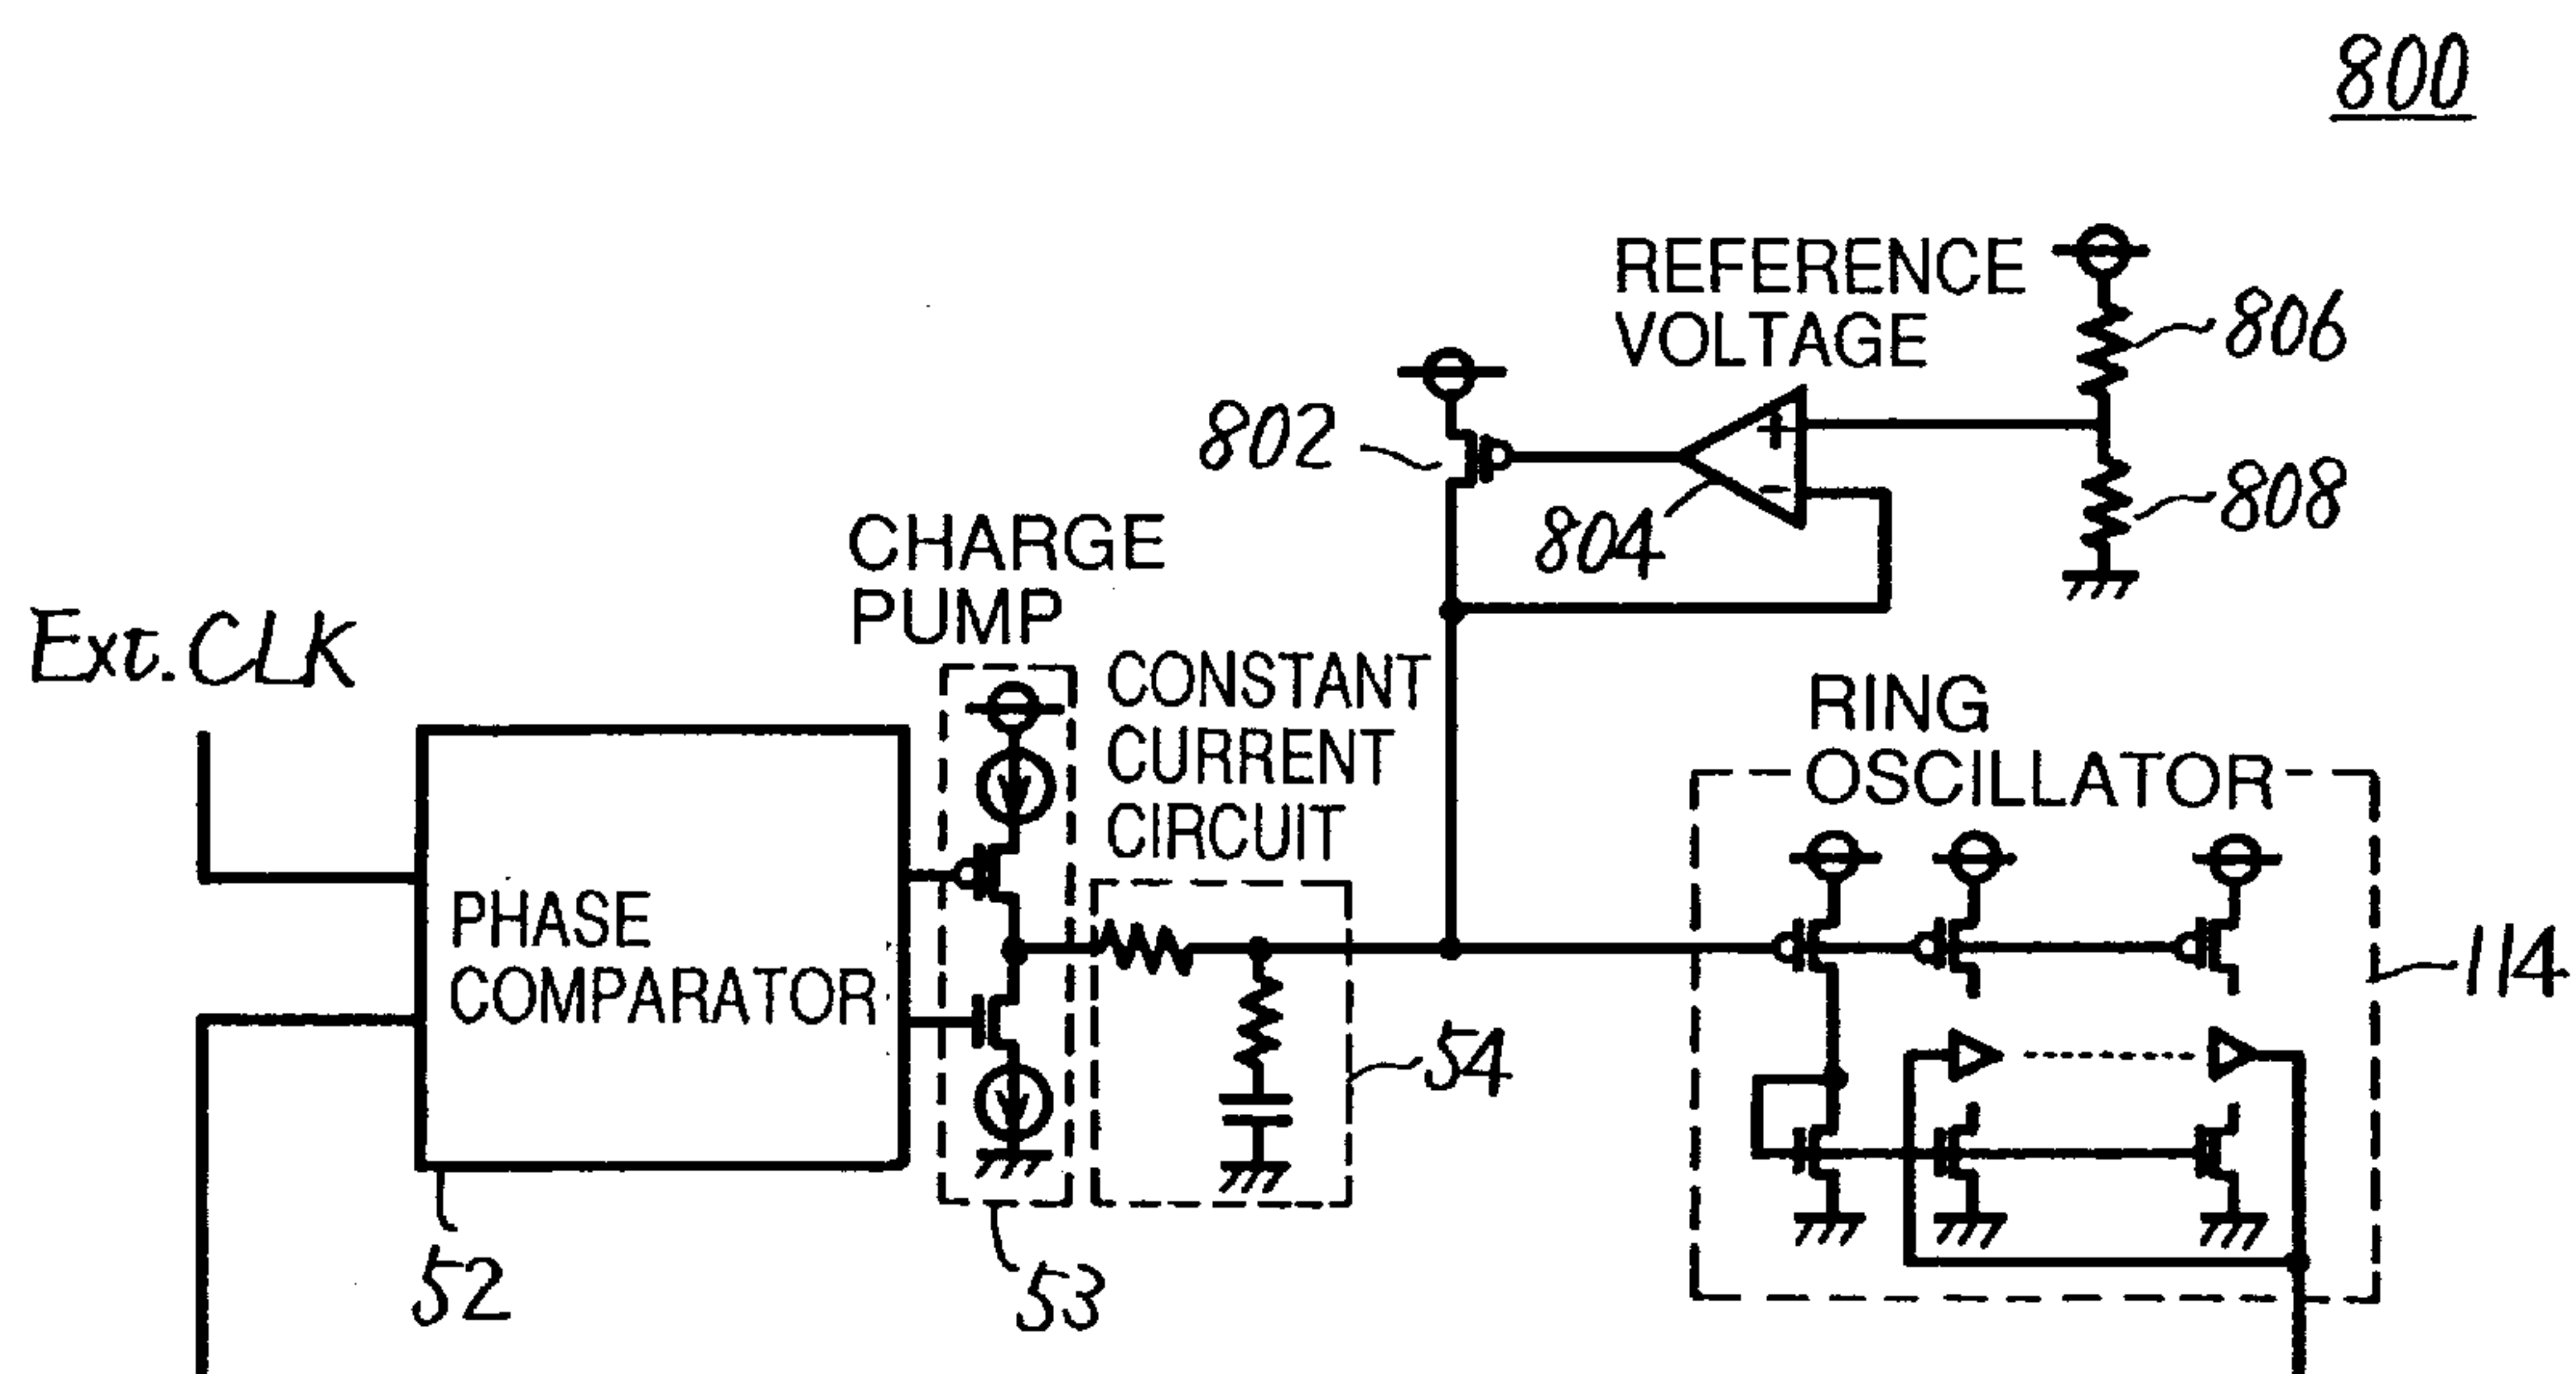 800
REFERENCE
VOLTAGE
806
802
+
-
804
808
CHARGE
PUMP
Ext.CLK
CONSTANT
CURRENT
CIRCUIT
RING
OSCILLATOR
PHASE
COMPARATOR
114
54
52
53